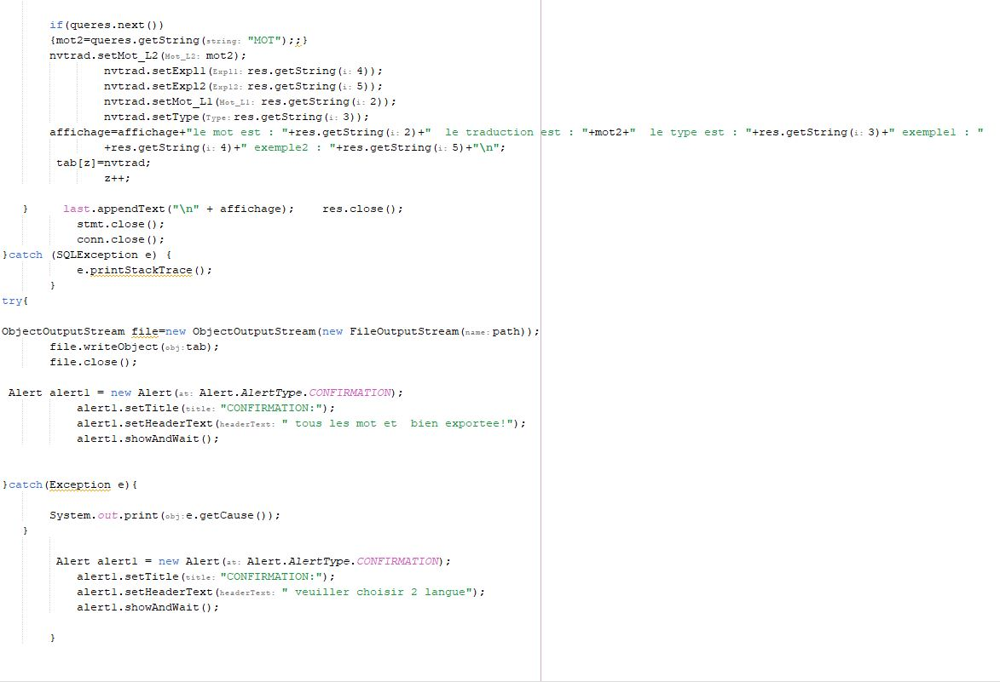 if(queres.next())
{mot2=queres.getString(string: "MOT");;}
nvtrad.setMot_L2(Mot_L2: mot2);
nvtrad.setExpl1(Expl1: res.getString(i: 4));
nvtrad.setExpl2(Expl2: res.getString(i: 5));
nvtrad.setMot_L1(Mot_L1: res.getString(i: 2));
nvtrad.setType(Type: res.getString(i: 3));
affichage=affichage+"le mot est : "+res.getString(i: 2)+"  le traduction est : "+mot2+"  le type est : "+res.getString(i: 3)+" exemple1 : "
+res.getString(i: 4)+" exemple2 : "+res.getString(i: 5)+"\n";
tab[z]=nvtrad;
z++;
}     last.appendText("\n" + affichage);    res.close();
stmt.close();
conn.close();
}catch (SQLException e) {
e.printStackTrace();
}
try{
ObjectOutputStream file=new ObjectOutputStream(new FileOutputStream(name: path));
file.writeObject(obj: tab);
file.close();
Alert alert1 = new Alert(at: Alert.AlertType.CONFIRMATION);
alert1.setTitle(title: "CONFIRMATION:");
alert1.setHeaderText(headerText: " tous les mot et  bien exportee!");
alert1.showAndWait();
}catch(Exception e){
System.out.print(obj: e.getCause());
}
Alert alert1 = new Alert(at: Alert.AlertType.CONFIRMATION);
alert1.setTitle(title: "CONFIRMATION:");
alert1.setHeaderText(headerText: " veuiller choisir 2 langue");
alert1.showAndWait();
}